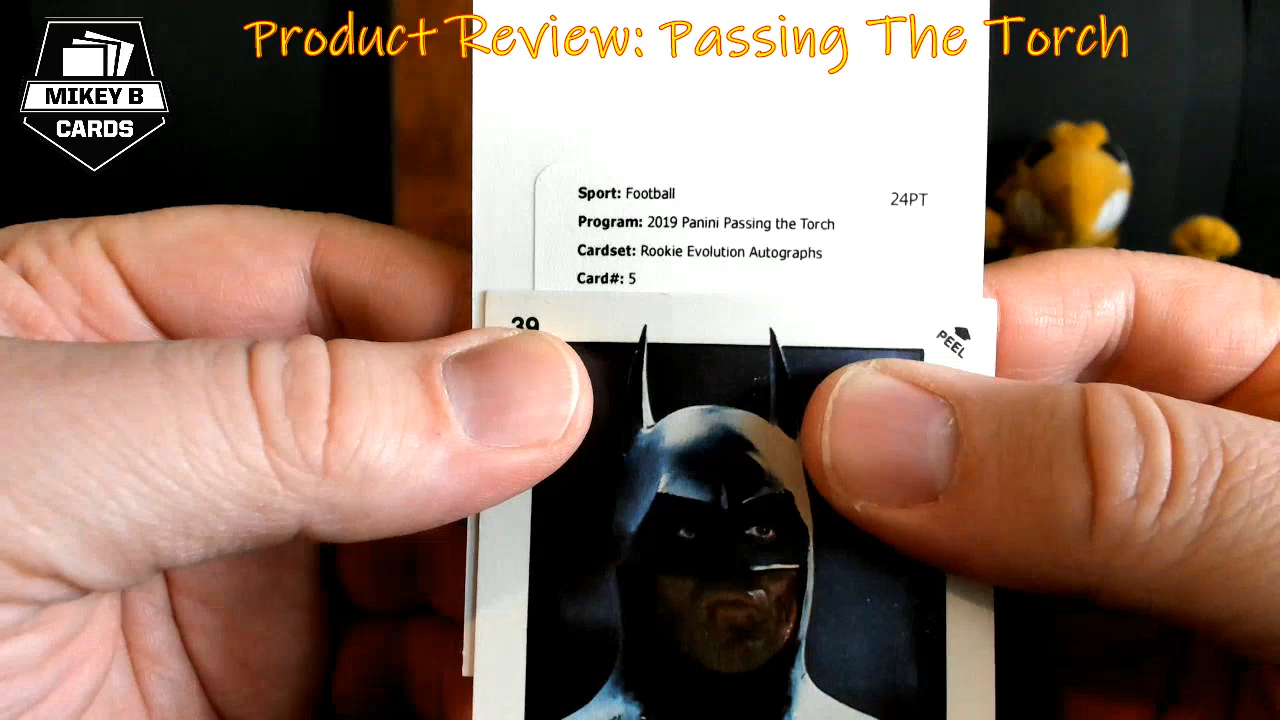 Product Review: Passing The Torch
MIKEY B
CARDS
Sport: Football
24PT
Program: 2019 Panini Passing the Torch
Cardset: Rookie Evolution Autographs
Card#: 5
39
PEEL